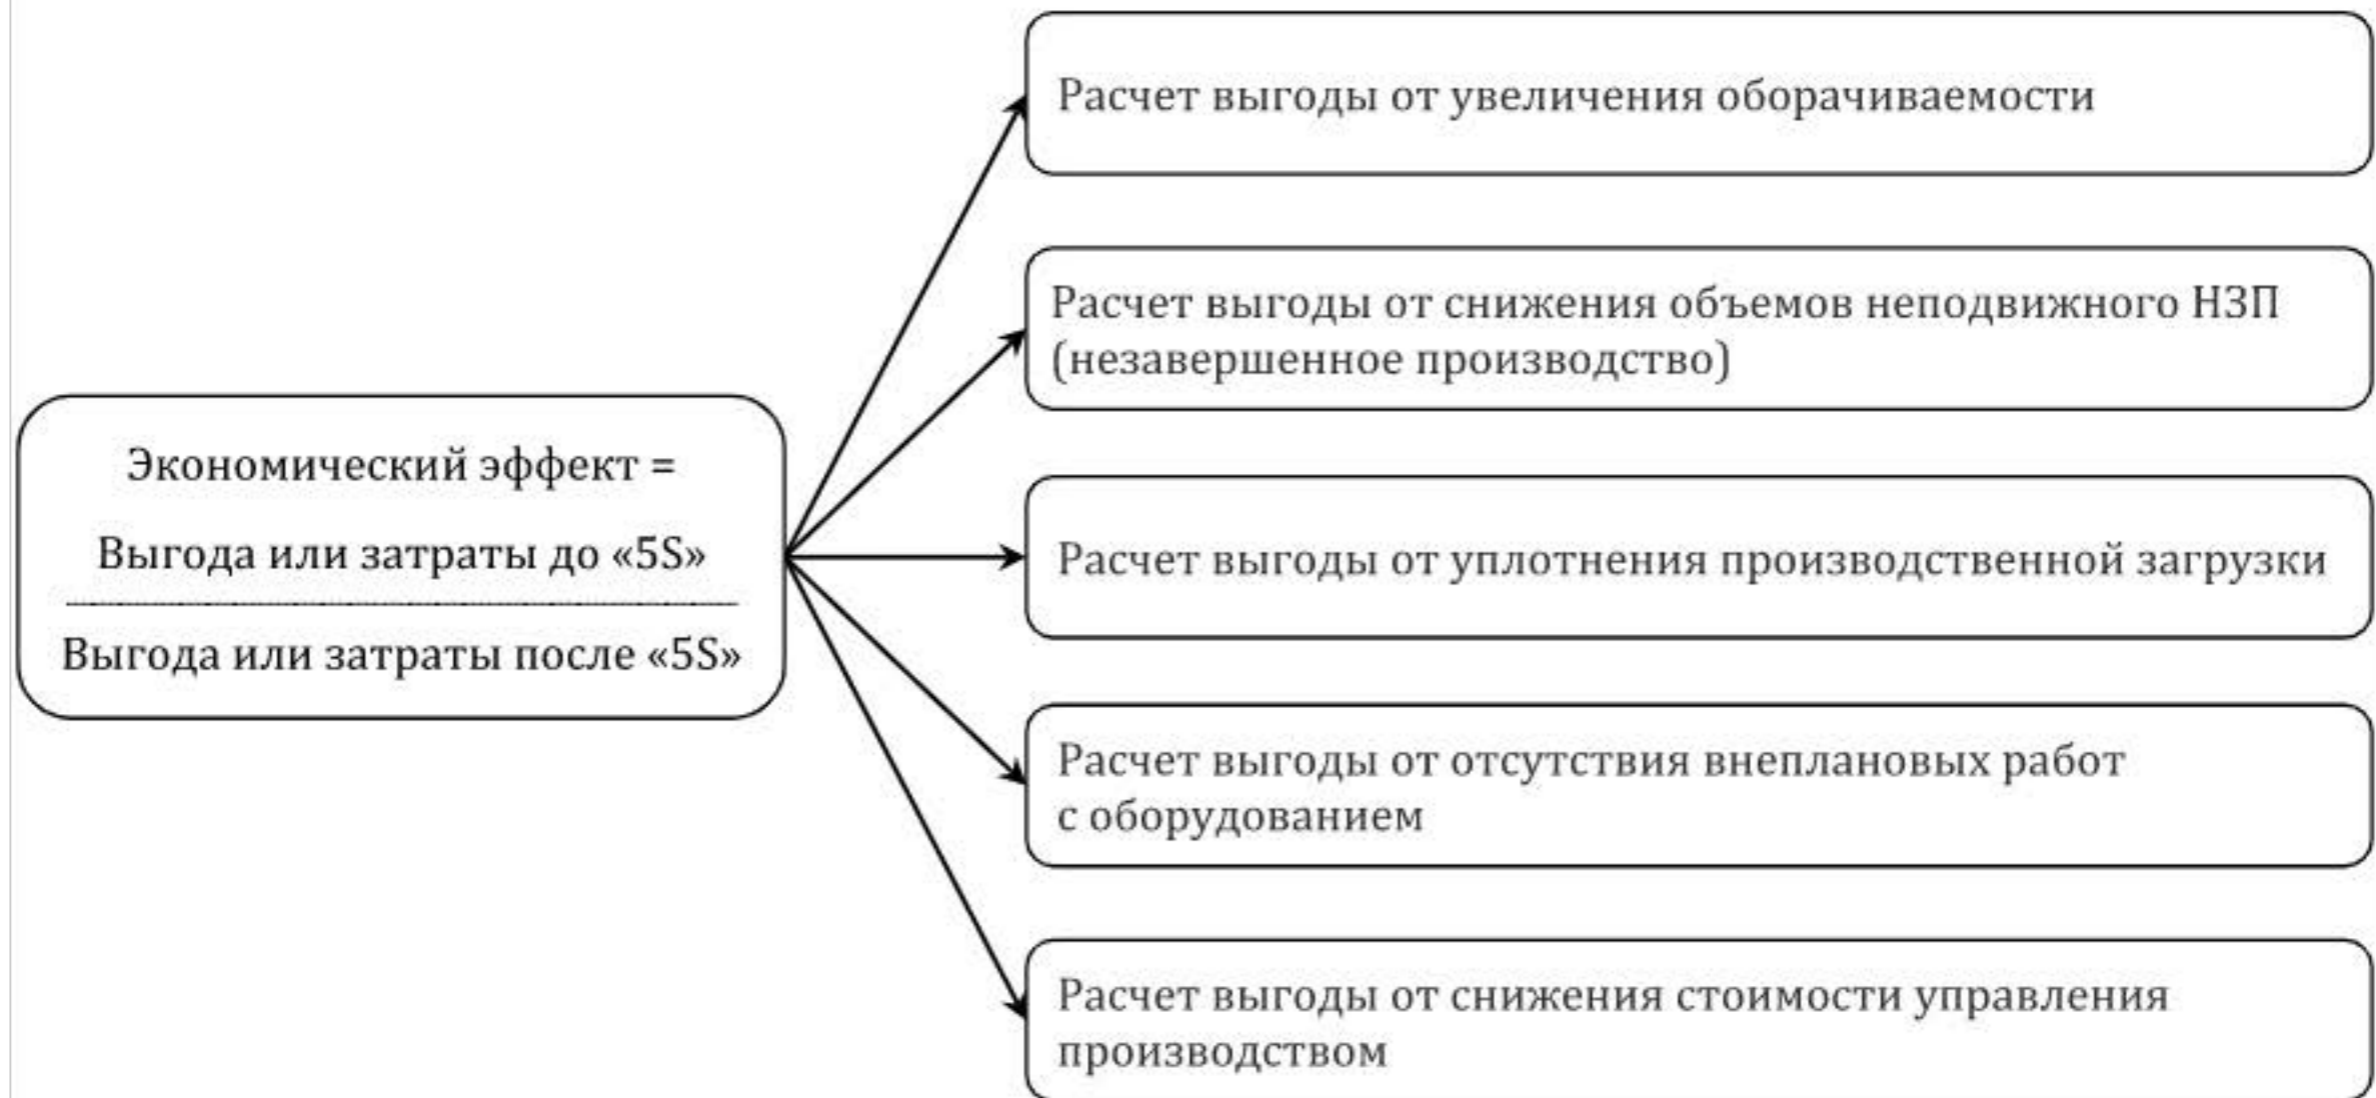 Экономический эффект =
Выгода или затраты до «5S»
Выгода или затраты после «5S»
Расчет выгоды от увеличения оборачиваемости
Расчет выгоды от снижения объемов неподвижного НЗП
(незавершенное производство)
Расчет выгоды от уплотнения производственной загрузки
Расчет выгоды от отсутствия внеплановых работ
с оборудованием
Расчет выгоды от снижения стоимости управления
производством